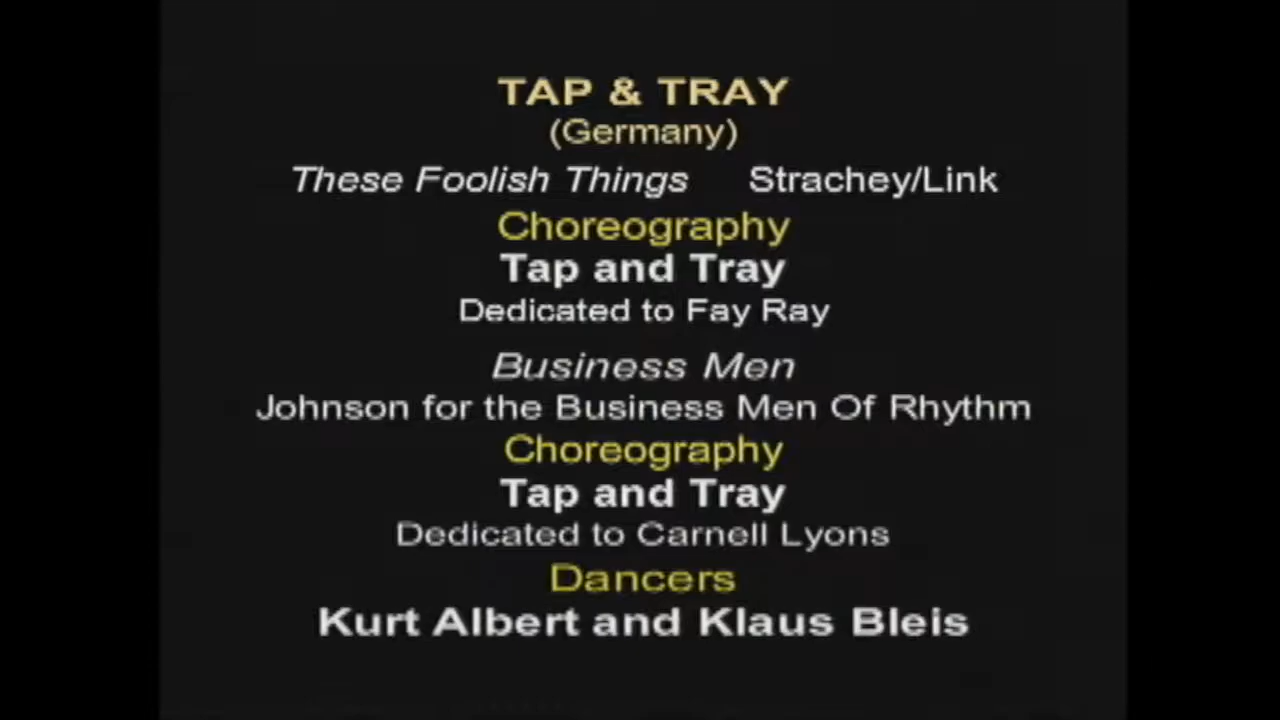 TAP & TRAY
(Germany)
These Foolish Things Strachey/Link
Choreography
Tap and Tray
Dedicated to Fay Ray
Business Men
Johnson for the Business Men Of Rhythm
Choreography
Tap and Tray
Dedicated to Carnell Lyons
Dancers
Kurt Albert and Klaus Bleis